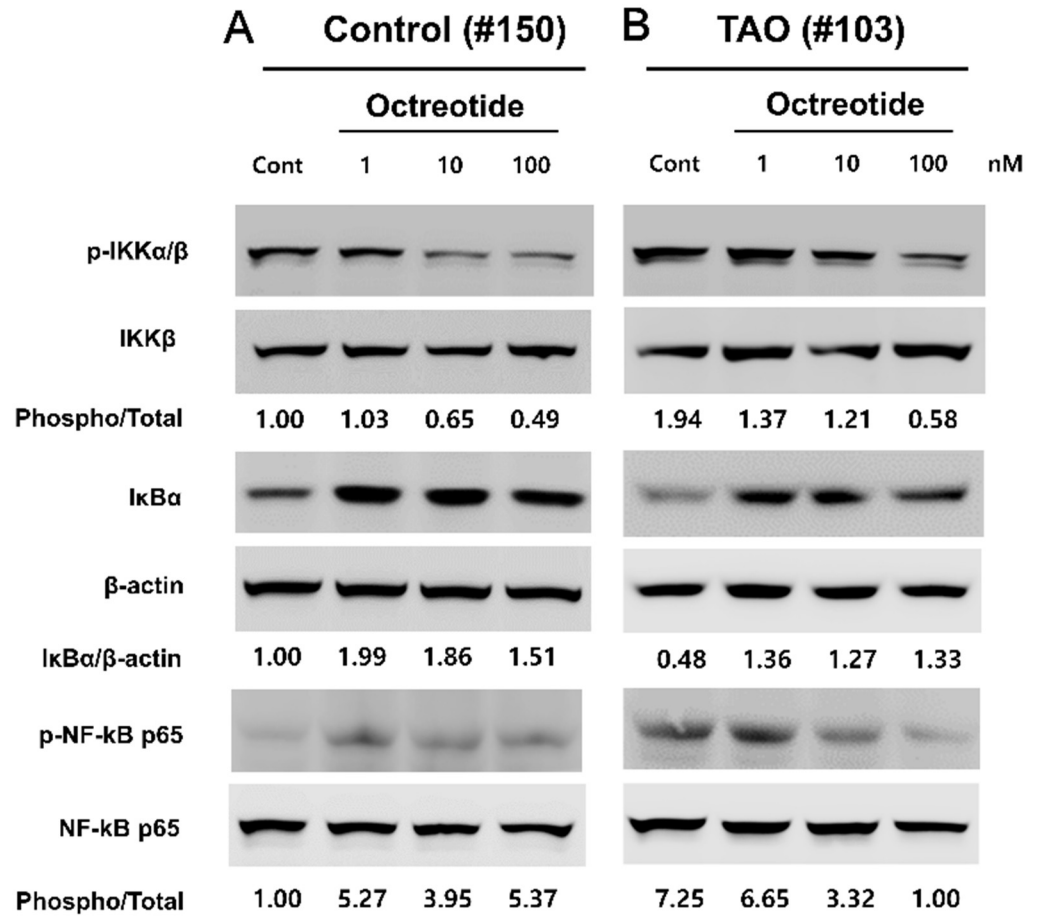 A Control (#150) B TAO (#103)
Octreotide Octreotide
Cont 1 10 100 Cont 1 10 100 nM
p-IKKα/β
IKKβ
Phospho/Total 1.00 1.03 0.65 0.49 1.94 1.37 1.21 0.58
IκBα
β-actin
IκBα/β-actin 1.00 1.99 1.86 1.51 0.48 1.36 1.27 1.33
p-NF-kB p65
NF-kB p65
Phospho/Total 1.00 5.27 3.95 5.37 7.25 6.65 3.32 1.00